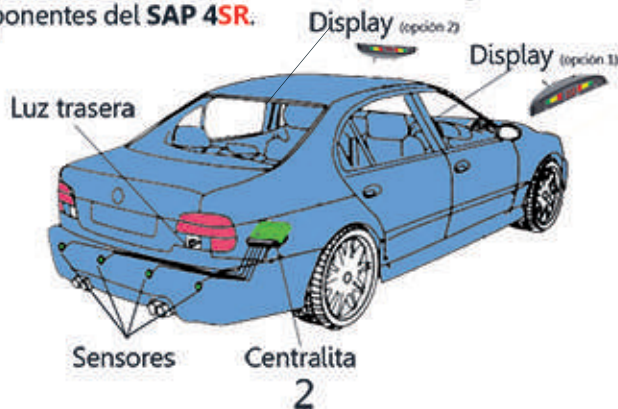 ponentes del SAP 4SR.
Display (opción 2)
Display (opción 1)
Luz trasera
Sensores
Centralita
2